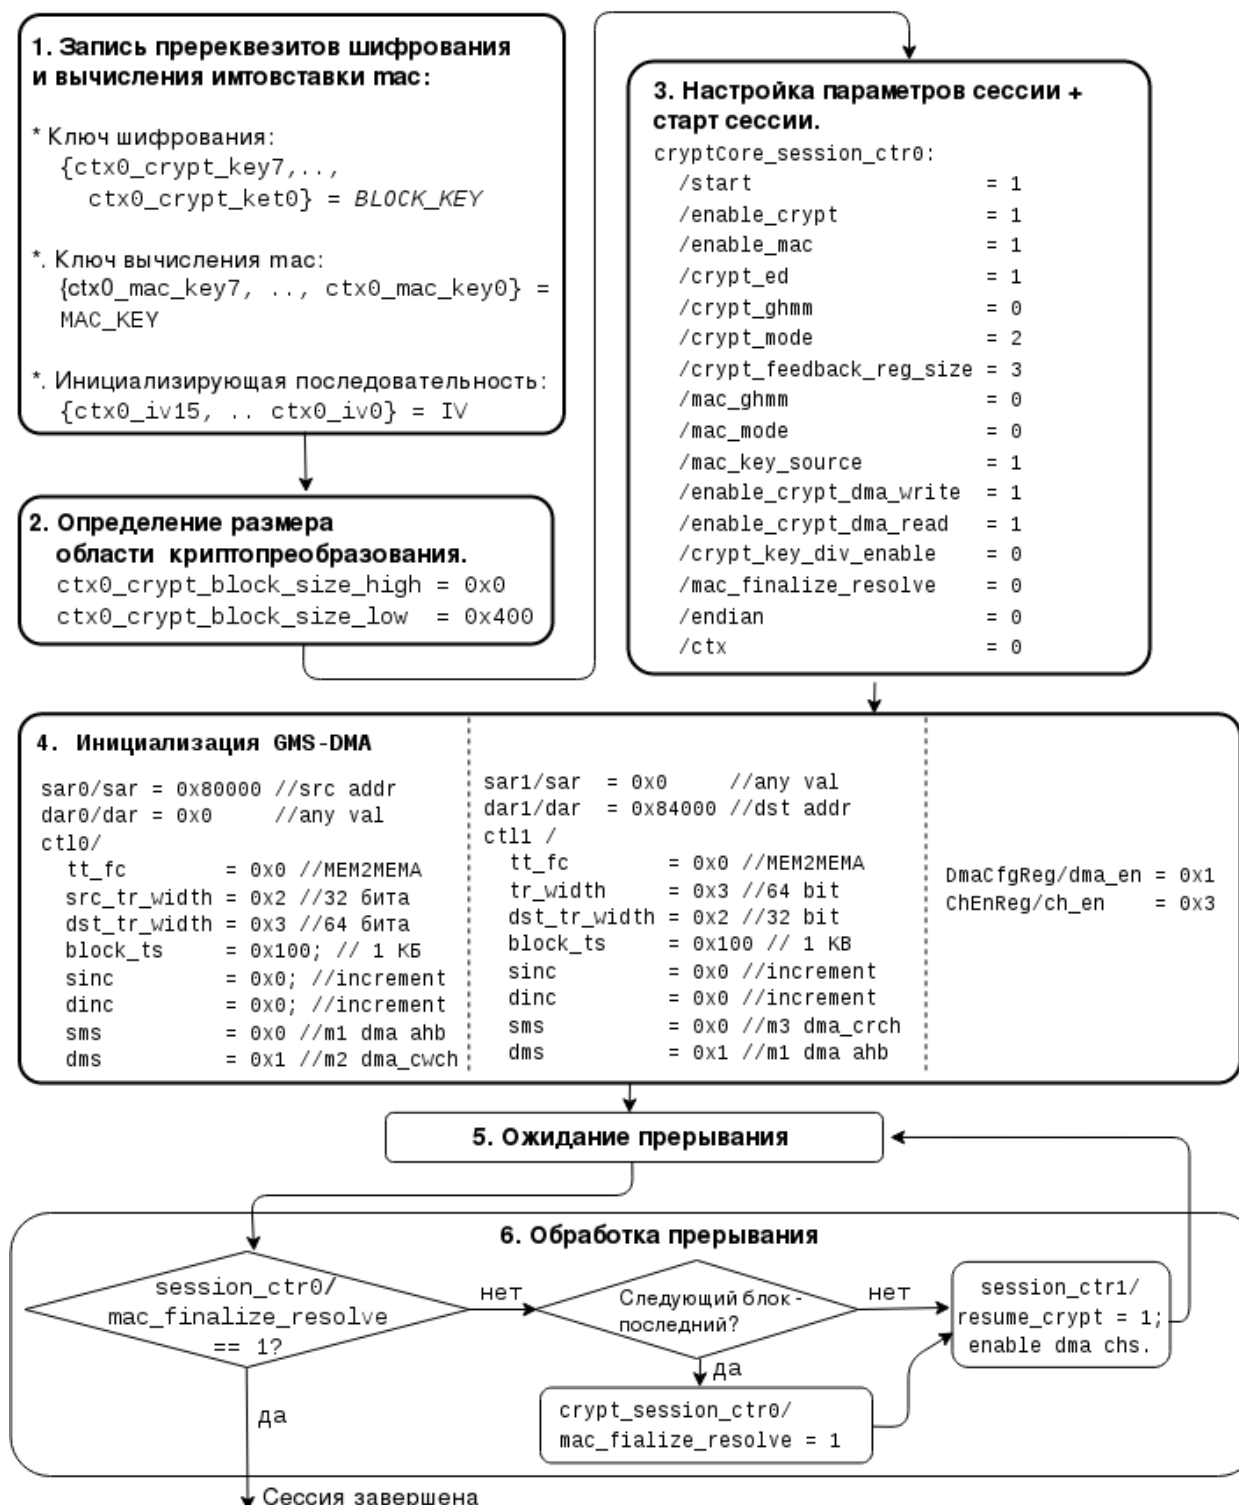 1. Запись пререквезитов шифрования
и вычисления имтовставки mac:
* Ключ шифрования:
{ctx0_crypt_key7,..,
ctx0_crypt_ket0} = BLOCK_KEY
*. Ключ вычисления mac:
{ctx0_mac_key7, .., ctx0_mac_key0} =
MAC_KEY
*. Инициализирующая последовательность:
{ctx0_iv15, .. ctx0_iv0} = IV
2. Определение размера
области криптопреобразования.
ctx0_crypt_block_size_high = 0x0
ctx0_crypt_block_size_low = 0x400
3. Настройка параметров сессии +
старт сессии.
cryptCore_session_ctr0:
/start = 1
/enable_crypt = 1
/enable_mac = 1
/crypt_ed = 1
/crypt_ghmm = 0
/crypt_mode = 2
/crypt_feedback_reg_size = 3
/mac_ghmm = 0
/mac_mode = 0
/mac_key_source = 1
/enable_crypt_dma_write = 1
/enable_crypt_dma_read = 1
/crypt_key_div_enable = 0
/mac_finalize_resolve = 0
/endian = 0
/ctx = 0
4. Инициализация GMS-DMA
sar0/sar = 0x80000 //src addr
dar0/dar = 0x0 //any val
ctl0/
tt_fc = 0x0 //MEM2MEMA
src_tr_width = 0x2 //32 бита
dst_tr_width = 0x3 //64 бита
block_ts = 0x100; // 1 КБ
sinc = 0x0; //increment
dinc = 0x0; //increment
sms = 0x0 //m1 dma ahb
dms = 0x1 //m2 dma_cwch
sar1/sar = 0x0 //any val
dar1/dar = 0x84000 //dst addr
ctl1 /
tt_fc = 0x0 //MEM2MEMA
tr_width = 0x3 //64 bit
dst_tr_width = 0x2 //32 bit
block_ts = 0x100 // 1 KB
sinc = 0x0 //increment
dinc = 0x0 //increment
sms = 0x0 //m3 dma_crch
dms = 0x1 //m1 dma ahb
DmaCfgReg/dma_en = 0x1
ChEnReg/ch_en = 0x3
5. Ожидание прерывания
6. Обработка прерывания
session_ctr0/
mac_finalize_resolve
== 1?
нет
Следующий блок -
последний?
нет
session_ctr1/
resume_crypt = 1;
enable dma chs.
да
crypt_session_ctr0/
mac_fialize_resolve = 1
да
Сессия завершена